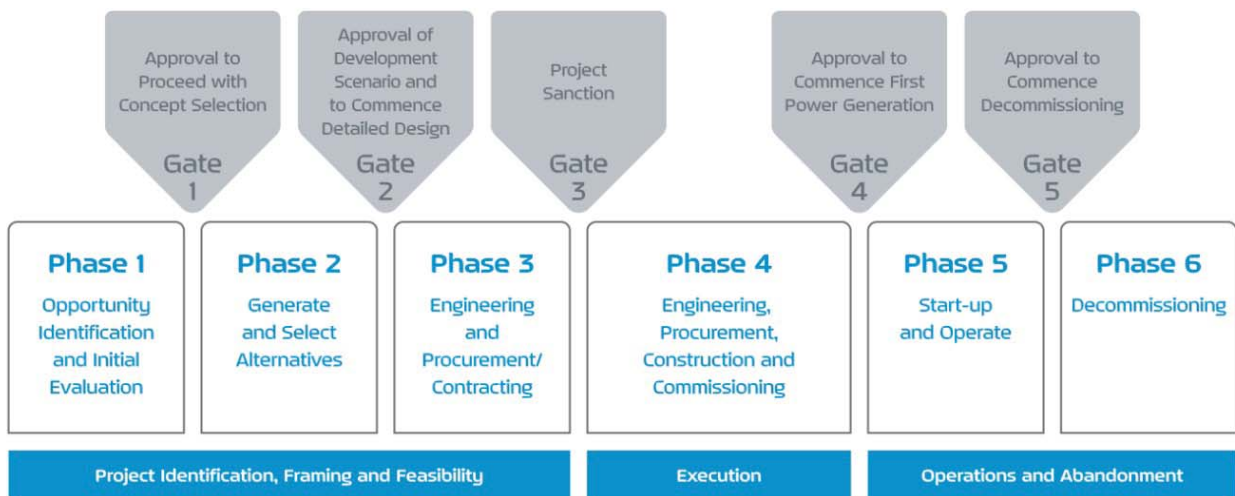 Approval to
Proceed with
Concept Selection
Gate
1
Approval of
Development
Scenario and
to Commence
Detailed Design
Gate
2
Project
Sanction
Gate
3
Approval to
Commence First
Power Generation
Gate
4
Approval to
Commence
Decommissioning
Gate
5
Phase 1
Opportunity
Identification
and Initial
Evaluation
Phase 2
Generate
and Select
Alternatives
Phase 3
Engineering
and
Procurement/
Contracting
Phase 4
Engineering,
Procurement,
Construction and
Commissioning
Phase 5
Start-up
and Operate
Phase 6
Decommissioning
Project Identification, Framing and Feasibility
Execution
Operations and Abandonment